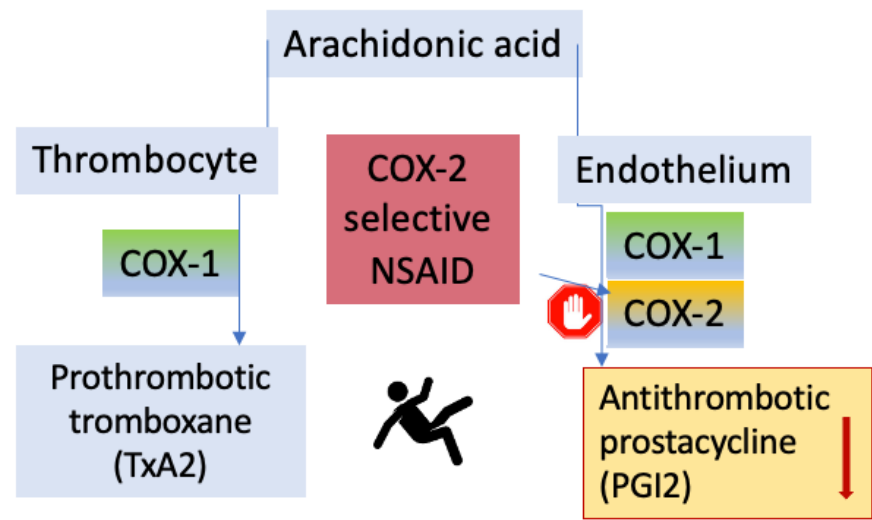 Arachidonic acid
Thrombocyte
COX-2
selective
NSAID
Endothelium
COX-1
COX-1
COX-2
Prothrombotic
tromboxane
(TxA2)
Antithrombotic
prostacycline
(PGI2)